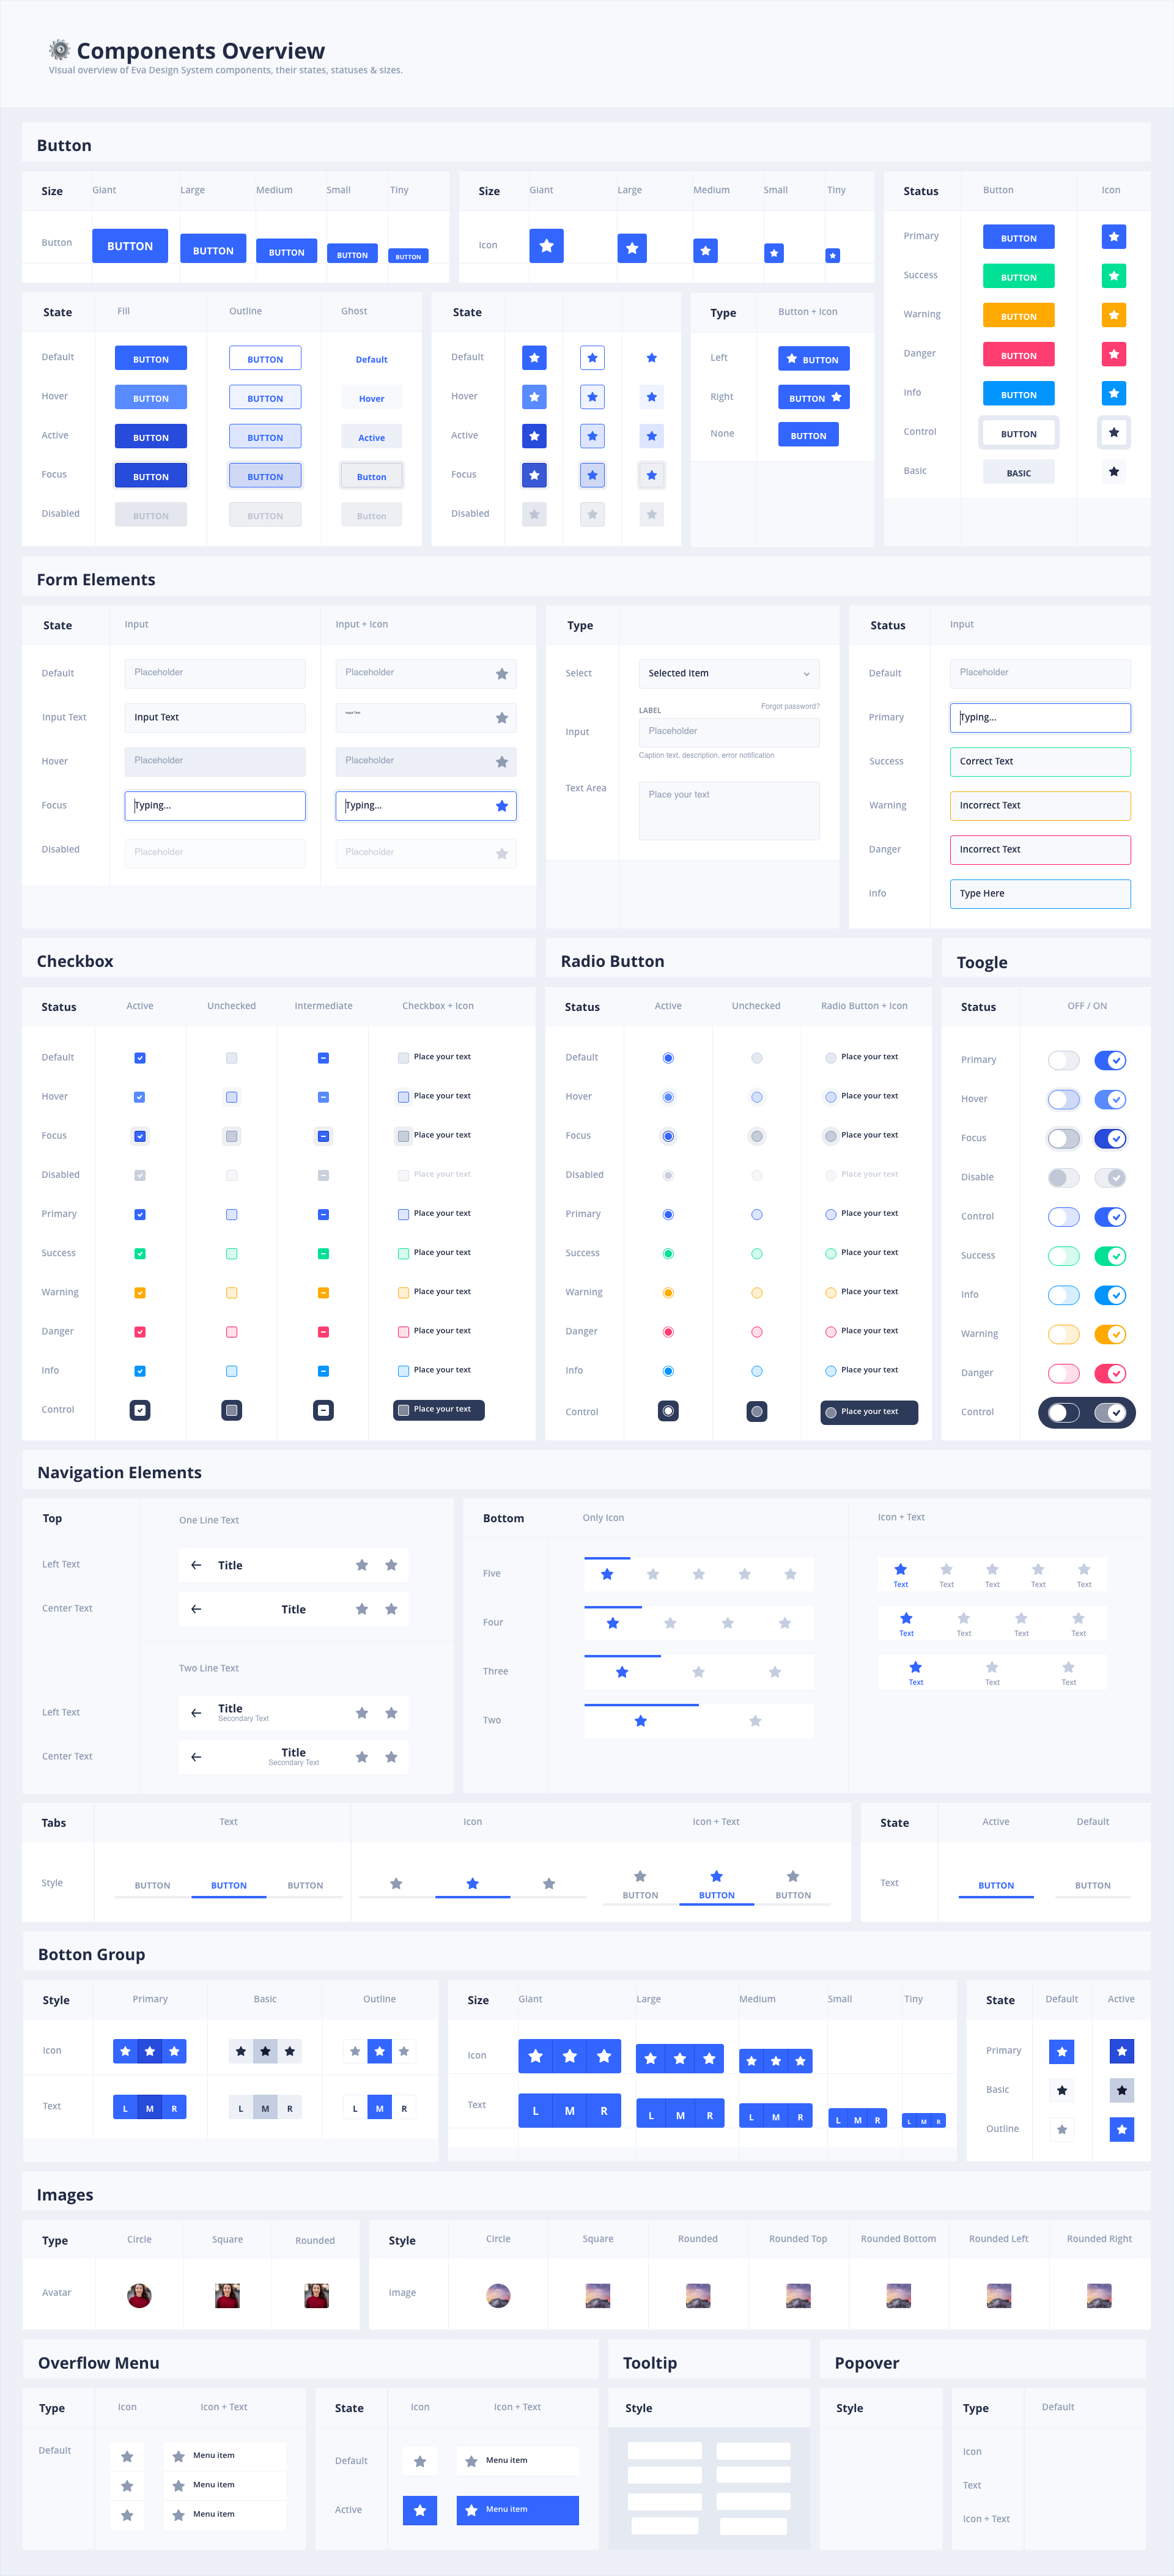 Components Overview
Visual overview of Eva Design System components, their states, statuses & sizes.
Button
Size Giant Large Medium Small Tiny
Button BUTTON BUTTON BUTTON BUTTON BUTTON
Size Giant Large Medium Small Tiny
Icon
Status Button Icon
Primary BUTTON
Success BUTTON
Warning BUTTON
Danger BUTTON
Info BUTTON
Control BUTTON
Basic BASIC
State Fill Outline Ghost
Default BUTTON BUTTON Default
Hover BUTTON BUTTON Hover
Active BUTTON BUTTON Active
Focus BUTTON BUTTON Button
Disabled BUTTON BUTTON Button
State
Default
Hover
Active
Focus
Disabled
Type Button + Icon
Left BUTTON
Right BUTTON
None BUTTON
Form Elements
State Input Input + Icon
Default Placeholder Placeholder
Input Text Input Text Input Text
Hover Placeholder Placeholder
Focus Typing... Typing...
Disabled Placeholder Placeholder
Type
Select Selected Item
LABEL Forgot password?
Input Placeholder
Caption text, description, error notification
Text Area Place your text
Status Input
Default Placeholder
Primary Typing...
Success Correct Text
Warning Incorrect Text
Danger Incorrect Text
Info Type Here
Checkbox
Status Active Unchecked Intermediate Checkbox + Icon
Default Place your text
Hover Place your text
Focus Place your text
Disabled Place your text
Primary Place your text
Success Place your text
Warning Place your text
Danger Place your text
Info Place your text
Control Place your text
Radio Button
Status Active Unchecked Radio Button + Icon
Default Place your text
Hover Place your text
Focus Place your text
Disabled Place your text
Primary Place your text
Success Place your text
Warning Place your text
Danger Place your text
Info Place your text
Control Place your text
Toogle
Status OFF / ON
Primary
Hover
Focus
Disable
Control
Success
Info
Warning
Danger
Control
Navigation Elements
Top One Line Text
Left Text Title
Center Text Title
Two Line Text
Left Text Title
Secondary Text
Center Text Title
Secondary Text
Bottom Only Icon Icon + Text
Five Text Text Text Text Text
Four Text Text Text Text
Three Text Text Text
Two
Tabs Text Icon Icon + Text
Style BUTTON BUTTON BUTTON BUTTON BUTTON BUTTON
State Active Default
Text BUTTON BUTTON
Botton Group
Style Primary Basic Outline
Icon
Text L M R L M R L M R
Size Giant Large Medium Small Tiny
Icon
Text L M R L M R L M R L M R L M R
State Default Active
Primary
Basic
Outline
Images
Type Circle Square Rounded
Avatar
Style Circle Square Rounded Rounded Top Rounded Bottom Rounded Left Rounded Right
Image
Overflow Menu
Type Icon Icon + Text
Default Menu item
Menu item
Menu item
State Icon Icon + Text
Default Menu item
Active Menu item
Tooltip
Style
Popover
Style
Type Default
Icon
Text
Icon + Text